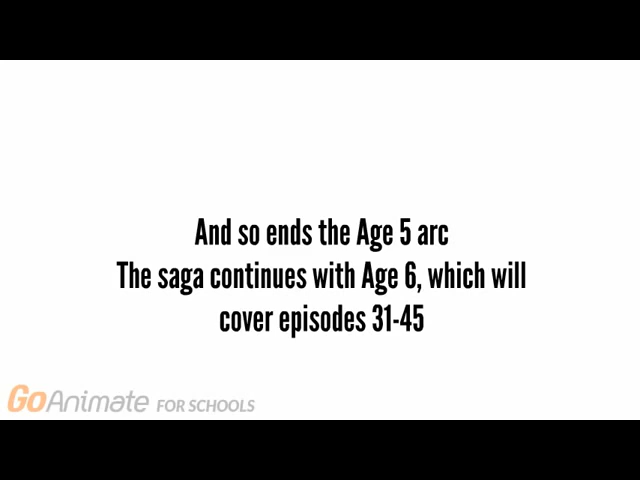 And so ends the Age 5 arc
The saga continues with Age 6, which will
cover episodes 31-45
GoAnimate FOR SCHOOLS